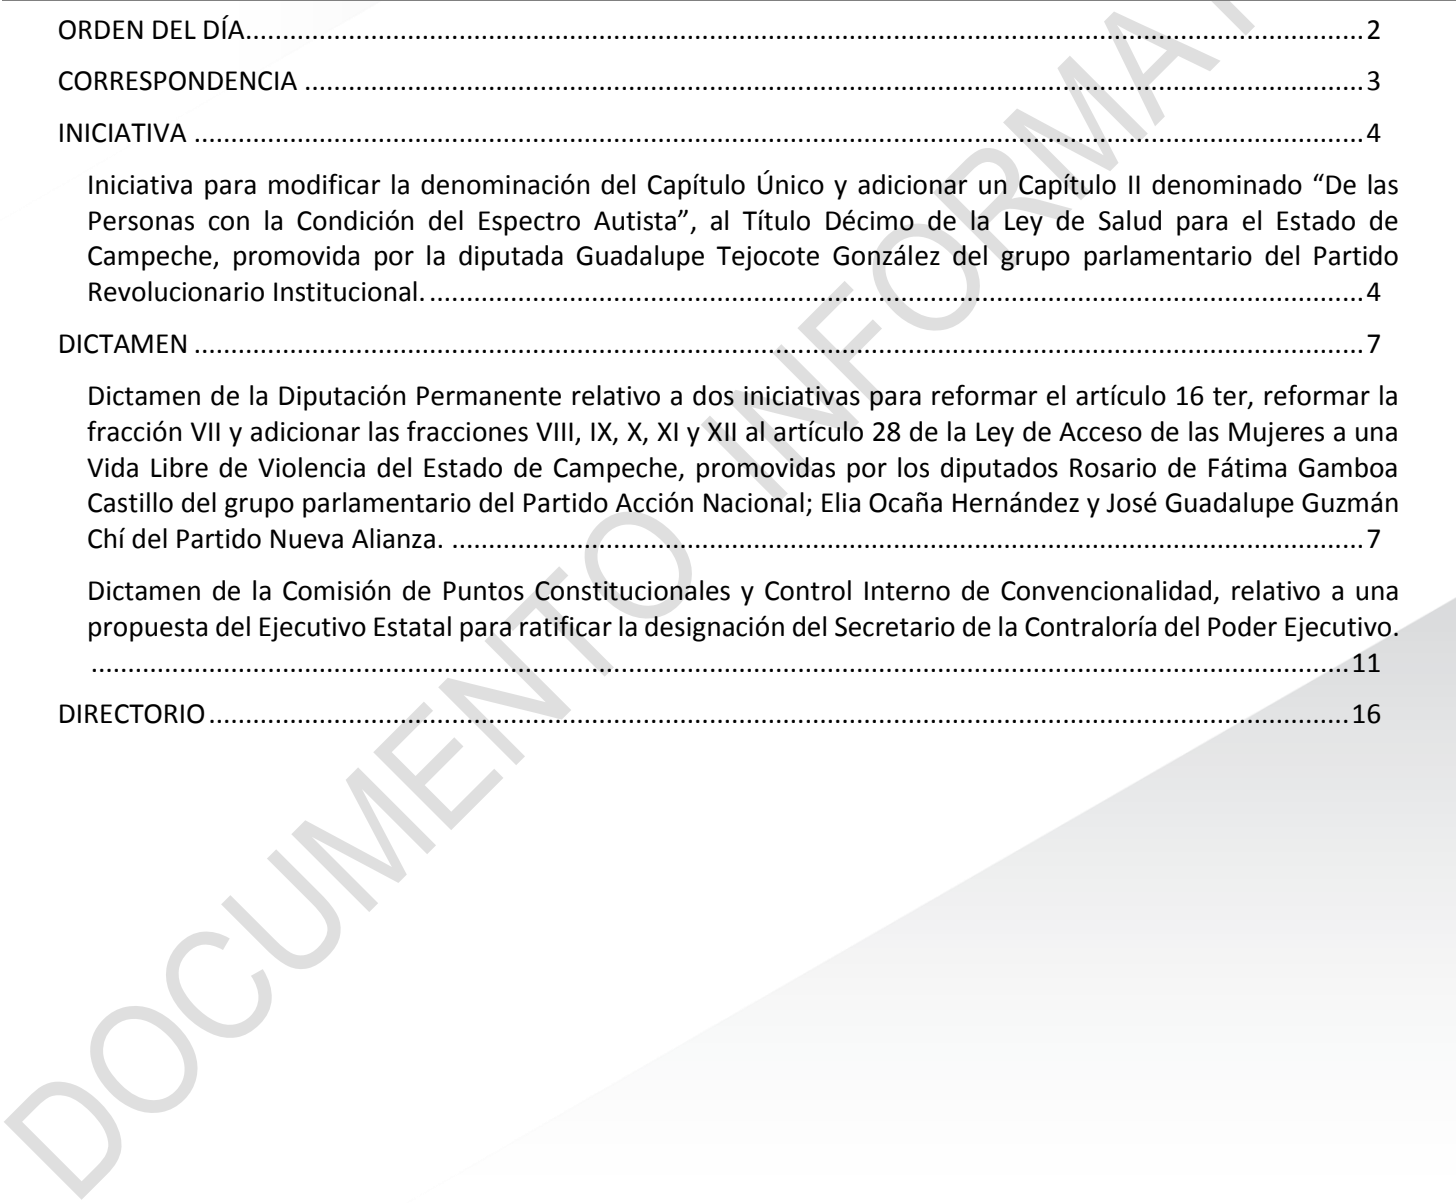 ORDEN DEL DÍA.......................................................................................................................................2
CORRESPONDENCIA ................................................................................................................................3
INICIATIVA .............................................................................................................................................4
Iniciativa para modificar la denominación del Capítulo Único y adicionar un Capítulo II denominado “De las
Personas con la Condición del Espectro Autista”, al Título Décimo de la Ley de Salud para el Estado de
Campeche, promovida por la diputada Guadalupe Tejocote González del grupo parlamentario del Partido
Revolucionario Institucional. ..................................................................................................................4
DICTAMEN .............................................................................................................................................7
Dictamen de la Diputación Permanente relativo a dos iniciativas para reformar el artículo 16 ter, reformar la
fracción VII y adicionar las fracciones VIII, IX, X, XI y XII al artículo 28 de la Ley de Acceso de las Mujeres a una
Vida Libre de Violencia del Estado de Campeche, promovidas por los diputados Rosario de Fátima Gamboa
Castillo del grupo parlamentario del Partido Acción Nacional; Elia Ocaña Hernández y José Guadalupe Guzmán
Chí del Partido Nueva Alianza. ................................................................................................................7
Dictamen de la Comisión de Puntos Constitucionales y Control Interno de Convencionalidad, relativo a una
propuesta del Ejecutivo Estatal para ratificar la designación del Secretario de la Contraloría del Poder Ejecutivo.
.......................................................................................................................................................11
DIRECTORIO.........................................................................................................................................16
DOCUMENTO INFORMAT